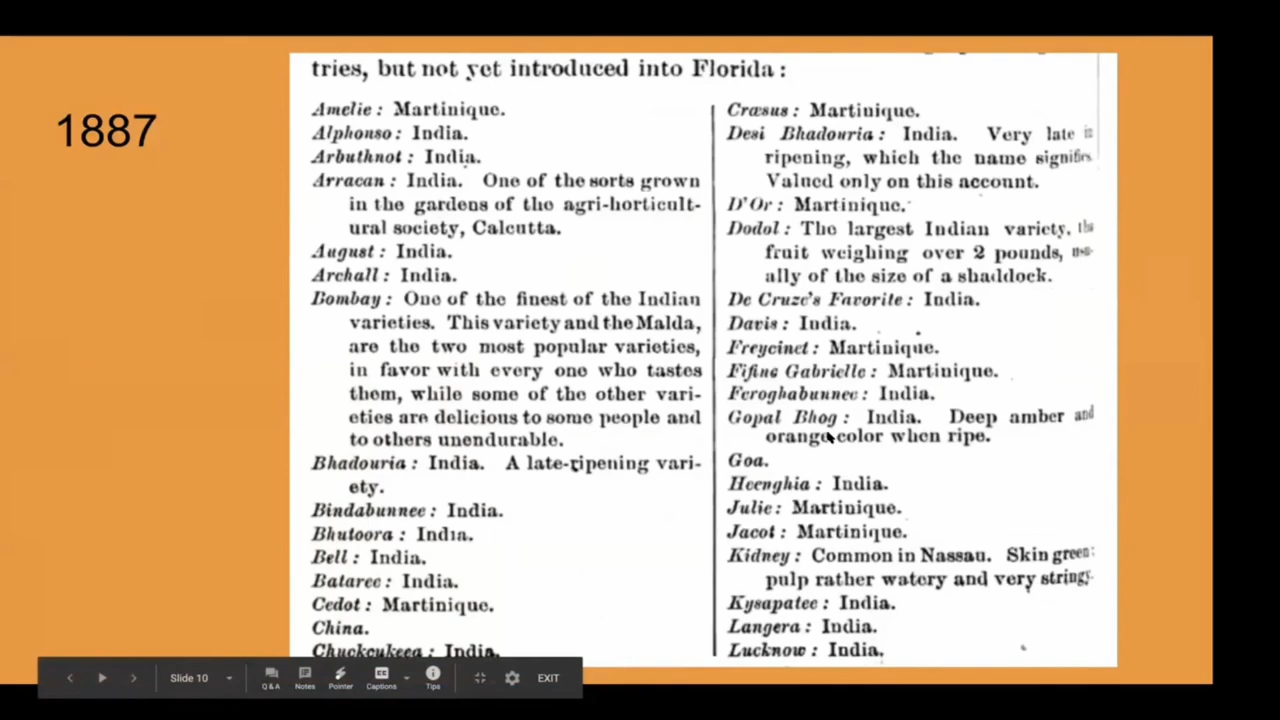 1887
tries, but not yet introduced into Florida :
Amelie : Martinique.
Alphonso : India.
Arbuthnot : India.
Arracan : India. One of the sorts grown
in the gardens of the agri-horticult-
ural society, Calcutta.
August : India.
Archall : India.
Bombay : One of the finest of the Indian
varieties. This variety and the Malda,
are the two most popular varieties,
in favor with every one who tastes
them, while some of the other vari-
eties are delicious to some people and
to others unendurable.
Bhadouria : India. A late-ripening vari-
ety.
Bindabunnee : India.
Bhutoora : India.
Bell : India.
Bataree : India.
Cedot : Martinique.
China.
Chuckcukeea : India.
Cræsus : Martinique.
Desi Bhadouria : India. Very late in
ripening, which the name signifies.
Valued only on this account.
D'Or : Martinique.
Dodol : The largest Indian variety, the
fruit weighing over 2 pounds, usu-
ally of the size of a shaddock.
De Cruze's Favorite : India.
Davis : India.
Freycinet : Martinique.
Fifine Gabrielle : Martinique.
Feroghabunnee : India.
Gopal Bhog : India. Deep amber and
orange color when ripe.
Goa.
Heenghia : India.
Julie : Martinique.
Jacot : Martinique.
Kidney : Common in Nassau. Skin green;
pulp rather watery and very stringy.
Kysapatee : India.
Langera : India.
Lucknow : India.
Slide 10
Q & A
Notes
Pointer
CC
Captions
Tips
EXIT